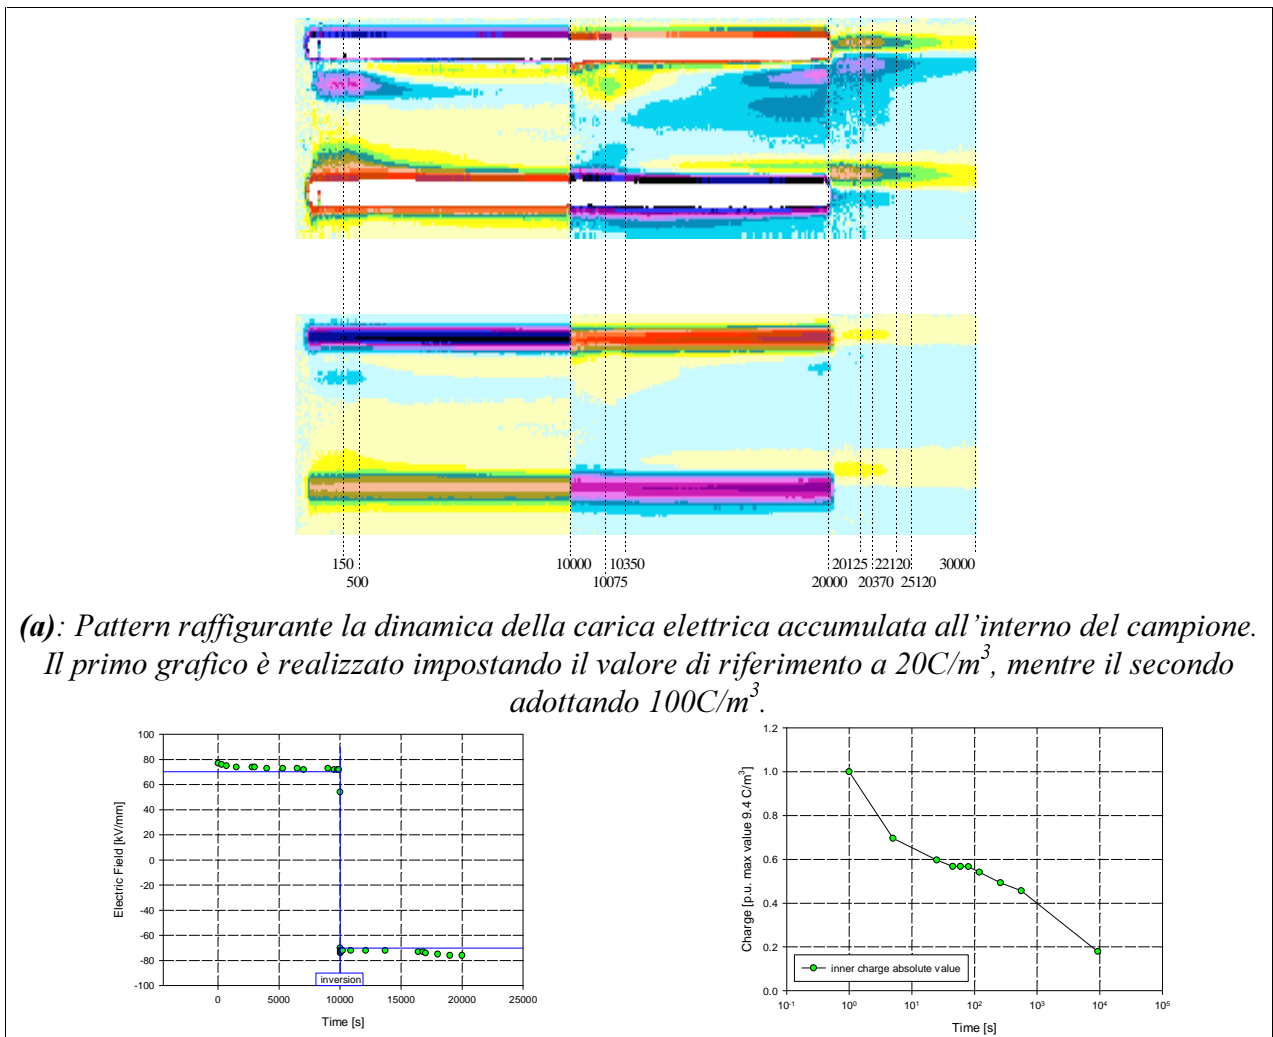 150 10000 10350 20125 22120 30000
500 10075 20000 20370 25120
(a): Pattern raffigurante la dinamica della carica elettrica accumulata all'interno del campione.
Il primo grafico è realizzato impostando il valore di riferimento a 20C/m³, mentre il secondo
adottando 100C/m³.
100
80
60
40
20
0
-20
-40
-60
-80
-100
Electric Field [kV/mm]
inversion
0 5000 10000 15000 20000 25000
Time [s]
1.2
1.0
0.8
0.6
0.4
0.2
0.0
Charge [p.u. max value 9.4 C/m³]
inner charge absolute value
10⁻¹ 10⁰ 10¹ 10² 10³ 10⁴ 10⁵
Time [s]